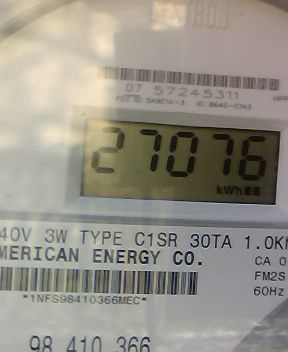 07 57245311
27076
kWh
40V 3W TYPE C1SR 30TA 1.0K
MERICAN ENERGY CO.
CA 0
FM2S
60Hz
*1NFS98410366MEC*
98 410 366